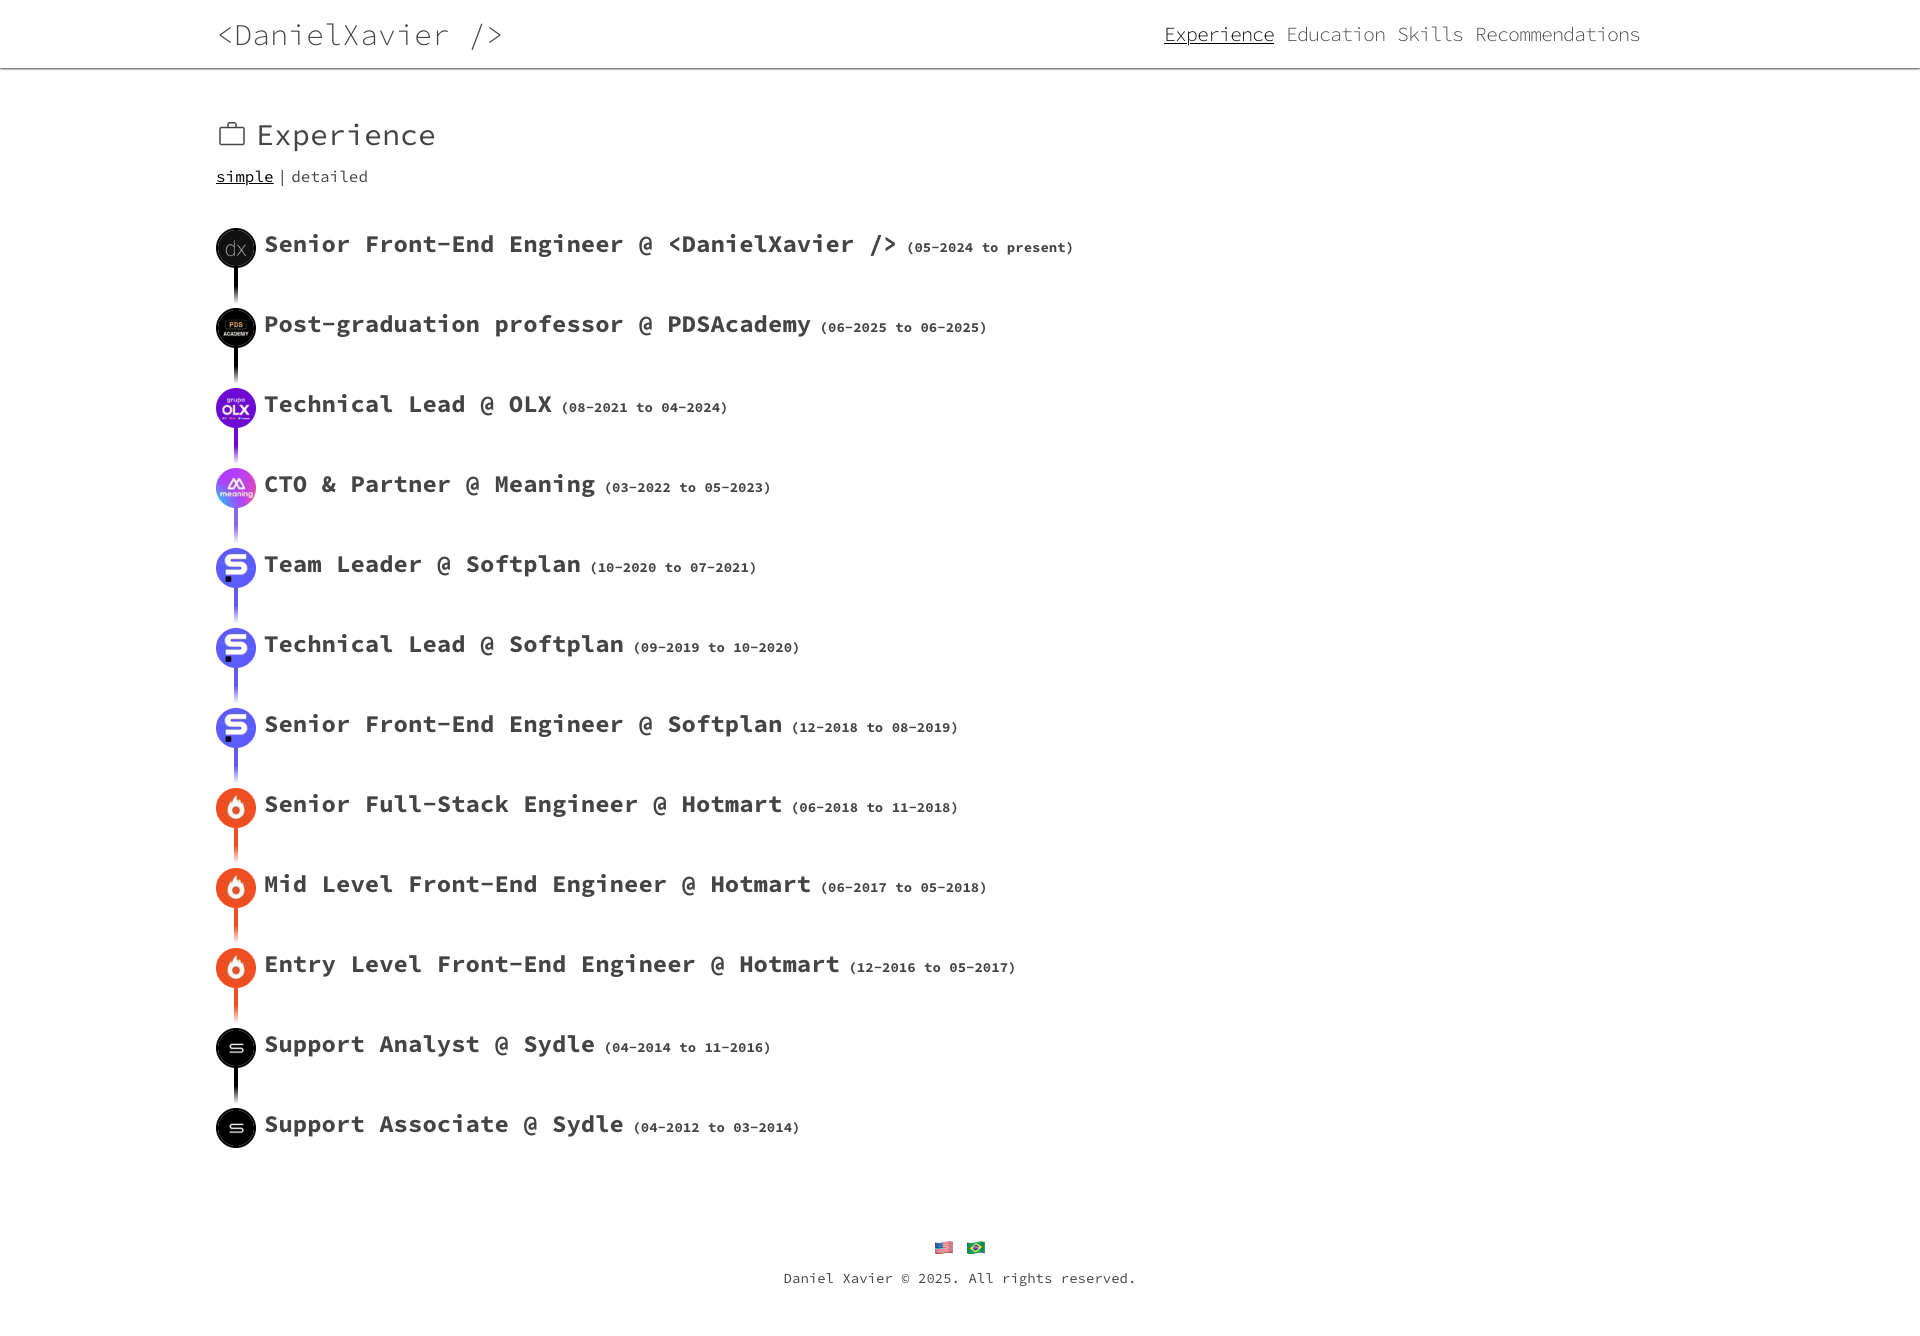 <DanielXavier />
Experience Education Skills Recommendations
Experience
simple | detailed
dx
Senior Front-End Engineer @ <DanielXavier /> (05-2024 to present)
PDS
ACADEMY
Post-graduation professor @ PDSAcademy (06-2025 to 06-2025)
grupo
OLX
Technical Lead @ OLX (08-2021 to 04-2024)
meaning
CTO & Partner @ Meaning (03-2022 to 05-2023)
Team Leader @ Softplan (10-2020 to 07-2021)
Technical Lead @ Softplan (09-2019 to 10-2020)
Senior Front-End Engineer @ Softplan (12-2018 to 08-2019)
Senior Full-Stack Engineer @ Hotmart (06-2018 to 11-2018)
Mid Level Front-End Engineer @ Hotmart (06-2017 to 05-2018)
Entry Level Front-End Engineer @ Hotmart (12-2016 to 05-2017)
Support Analyst @ Sydle (04-2014 to 11-2016)
Support Associate @ Sydle (04-2012 to 03-2014)
Daniel Xavier © 2025. All rights reserved.